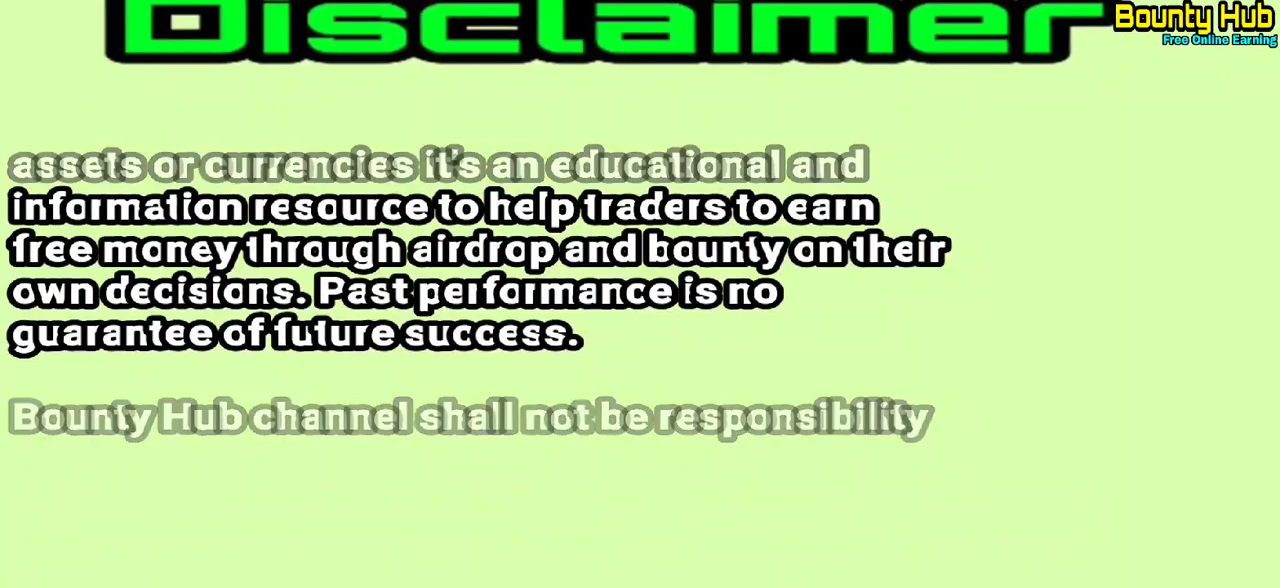 Disclaimer
Bounty Hub
Free Online Earning
assets or currencies it's an educational and
information resource to help traders to earn
free money through airdrop and bounty on their
own decisions. Past performance is no
guarantee of future success.
Bounty Hub channel shall not be responsibility